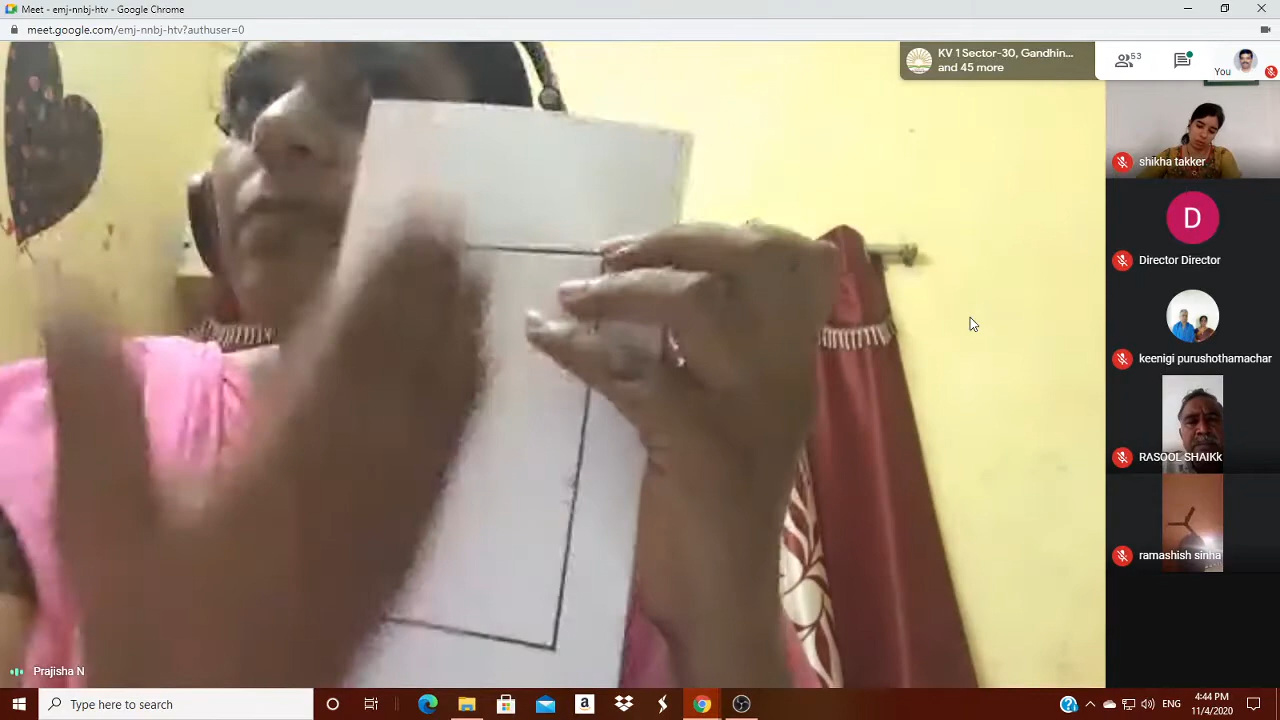 Meet - emj-nnbj-htv - Google Chrome
meet.google.com/emj-nnbj-htv?authuser=0
KV 1 Sector-30, Gandhin...
and 45 more
53
You
shikha takker
D
Director Director
keenigi purushothamachar
RASOOL SHAIKk
ramashish sinha
Prajisha N
Type here to search
a
ENG
4:44 PM
11/4/2020